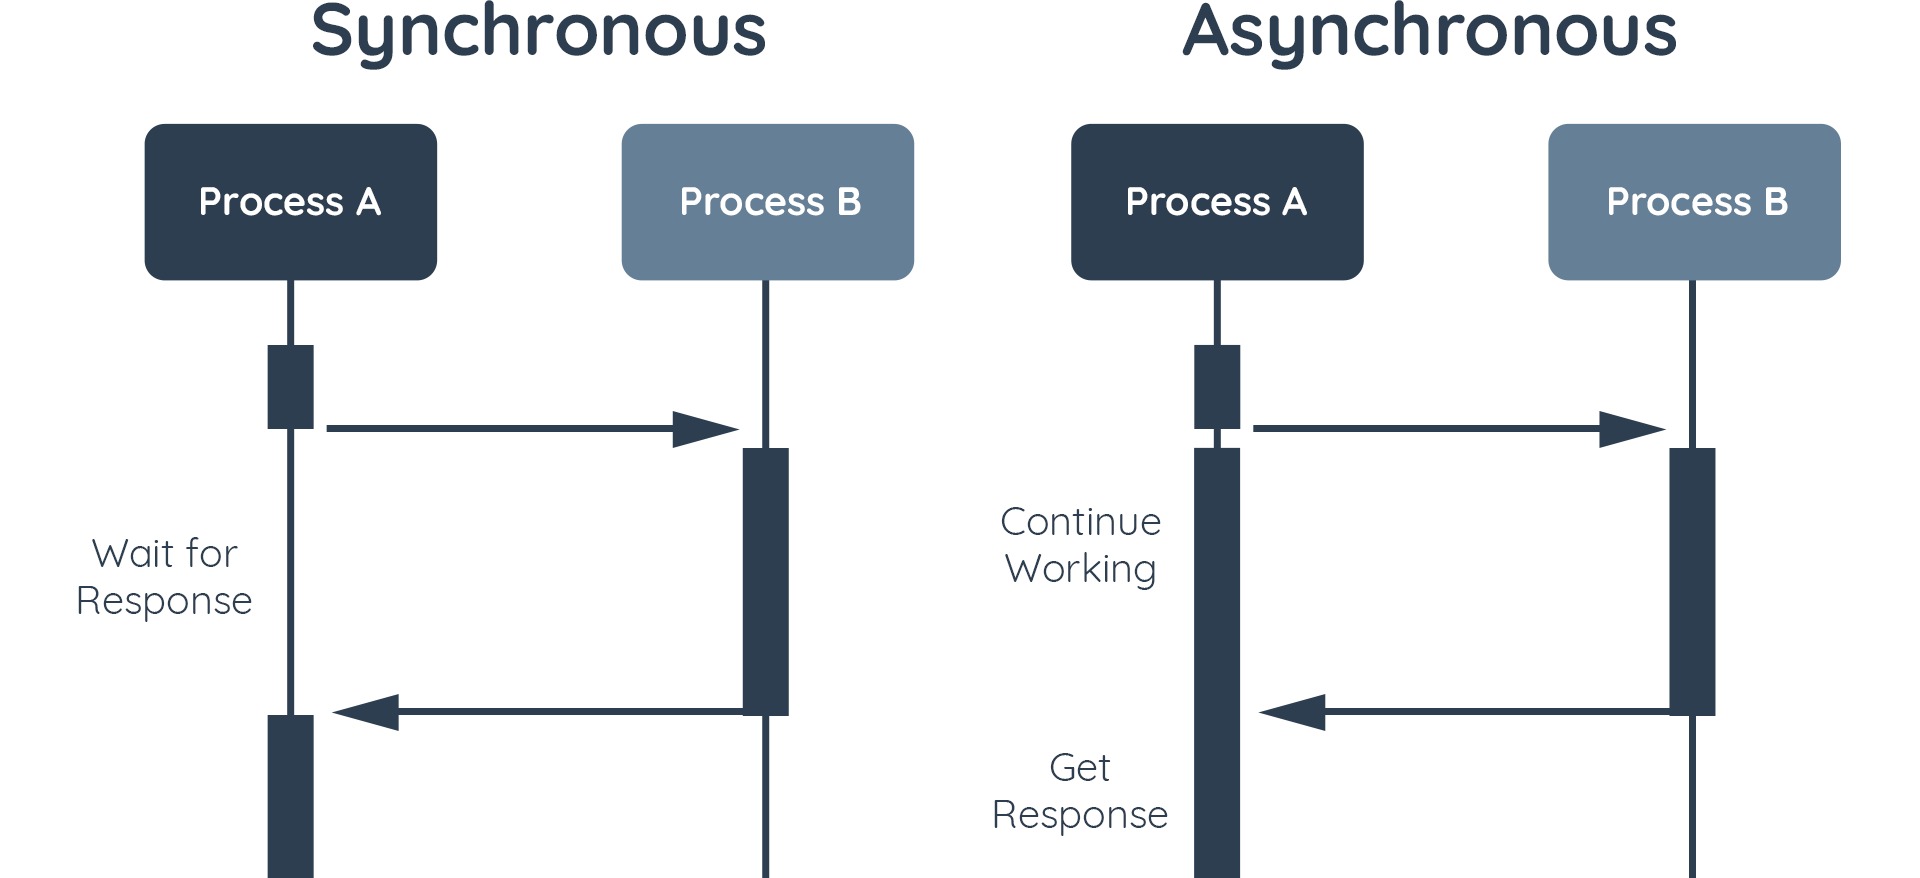 Synchronous
Asynchronous
Process A
Process B
Process A
Process B
Wait for
Response
Continue
Working
Get
Response